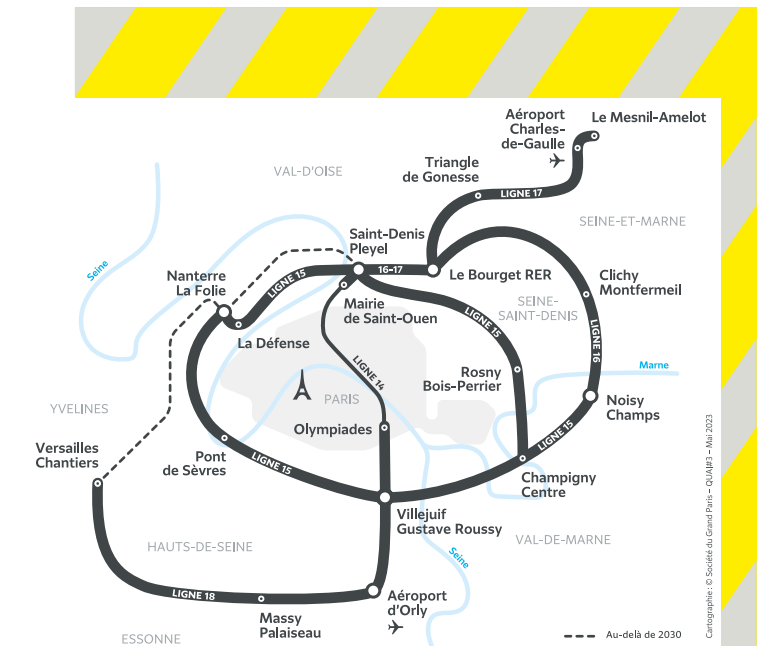 Aéroport
Charles-
de-Gaulle
Le Mesnil-Amelot
Triangle
de Gonesse
VAL-D'OISE
LIGNE 17
SEINE-ET-MARNE
Saint-Denis
Pleyel
Seine
Nanterre
La Folie
LIGNE 15
16-17
Le Bourget RER
Clichy
Montfermeil
Mairie
de Saint-Ouen
SEINE-
SAINT-DENIS
LIGNE 15
La Défense
LIGNE 16
LIGNE 14
Rosny
Bois-Perrier
Marne
YVELINES
PARIS
Noisy
Champs
Olympiades
LIGNE 15
Versailles
Chantiers
Pont
de Sèvres
LIGNE 15
Champigny
Centre
Villejuif
Gustave Roussy
HAUTS-DE-SEINE
VAL-DE-MARNE
Seine
LIGNE 18
Aéroport
d'Orly
Massy
Palaiseau
ESSONNE
Au-delà de 2030
Cartographie : © Société du Grand Paris – QUAI#3 – Mai 2023